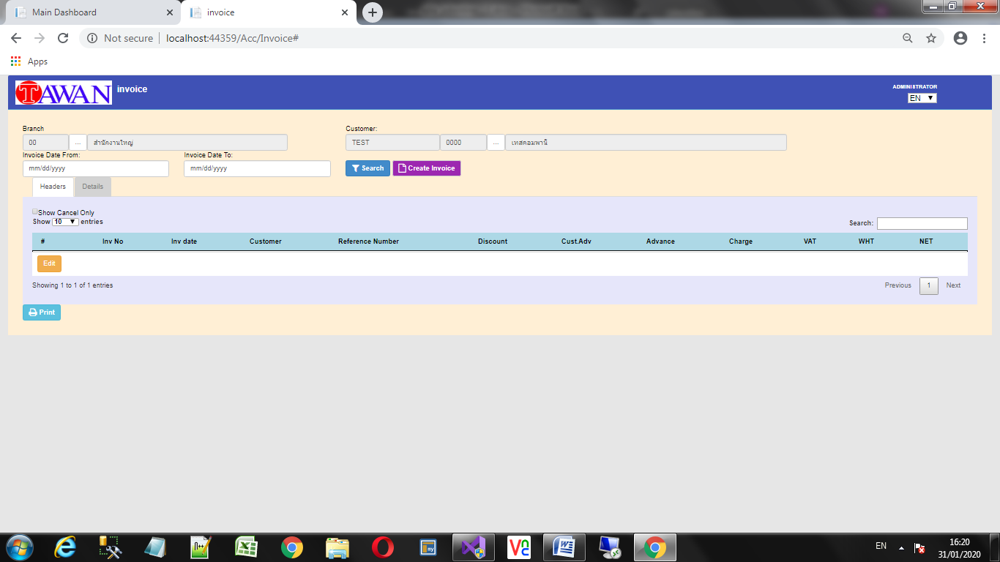 Main Dashboard
invoice
Not secure
localhost:44359/Acc/Invoice#
Apps
TAWAN
invoice
ADMINISTRATOR
EN
Branch
Customer:
00 ... สำนักงานใหญ่
TEST 0000 ... เทสคอมพานี
Invoice Date From:
Invoice Date To:
mm/dd/yyyy
mm/dd/yyyy
Search
Create Invoice
Headers
Details
Show Cancel Only
Show 10 entries
Search:
# Inv No Inv date Customer Reference Number Discount Cust.Adv Advance Charge VAT WHT NET
Edit
Showing 1 to 1 of 1 entries
Previous 1 Next
Print
EN
16:20
31/01/2020